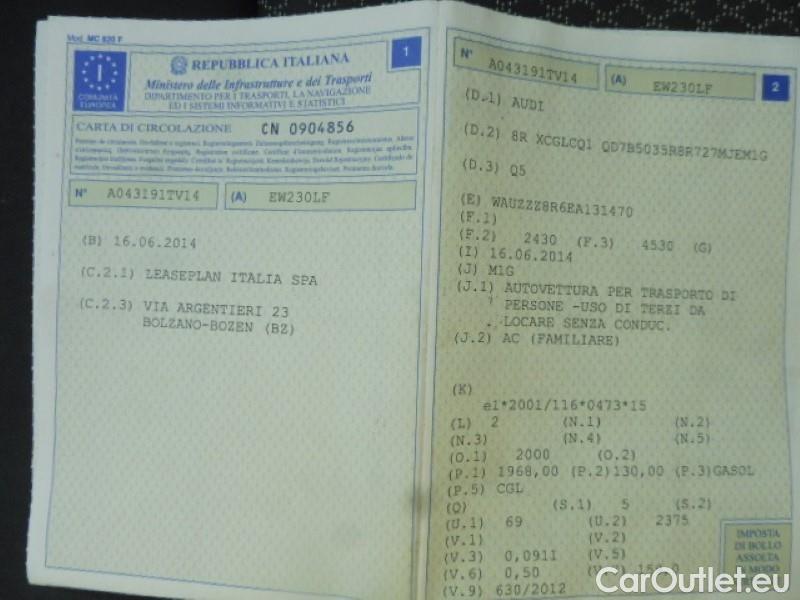 Mod. MC 820 F
I
COMUNITÀ
EUROPEA
REPUBBLICA ITALIANA
1
Ministero delle Infrastrutture e dei Trasporti
DIPARTIMENTO PER I TRASPORTI, LA NAVIGAZIONE
ED I SISTEMI INFORMATIVI E STATISTICI
CARTA DI CIRCOLAZIONE CN 0904856
N° A043191TV14 (A) EW230LF
(B) 16.06.2014
(C.2.1) LEASEPLAN ITALIA SPA
(C.2.3) VIA ARGENTIERI 23
BOLZANO-BOZEN (BZ)
N° A043191TV14 (A) EW230LF 2
(D.1) AUDI
(D.2) 8R XCGLCQ1 QD7B5035R8R727MJEM1G
(D.3) Q5
(E) WAUZZZ8R6EA131470
(F.1)
(F.2) 2430 (F.3) 4530 (G)
(I) 16.06.2014
(J) M1G
(J.1) AUTOVETTURA PER TRASPORTO DI
PERSONE -USO DI TERZI DA
LOCARE SENZA CONDUC.
(J.2) AC (FAMILIARE)
(K)
e1*2001/116*0473*15
(L) 2 (N.1) (N.2)
(N.3) (N.4) (N.5)
(O.1) 2000 (O.2)
(P.1) 1968,00 (P.2)130,00 (P.3)GASOL
(P.5) CGL
(Q) (S.1) 5 (S.2)
(U.1) 69 (U.2) 2375
(V.1) (V.2)
(V.3) 0,0911 (V.5)
(V.6) 0,50
(V.9) 630/2012
IMPOSTA
DI BOLLO
ASSOLTA
MODO
CarOutlet.eu